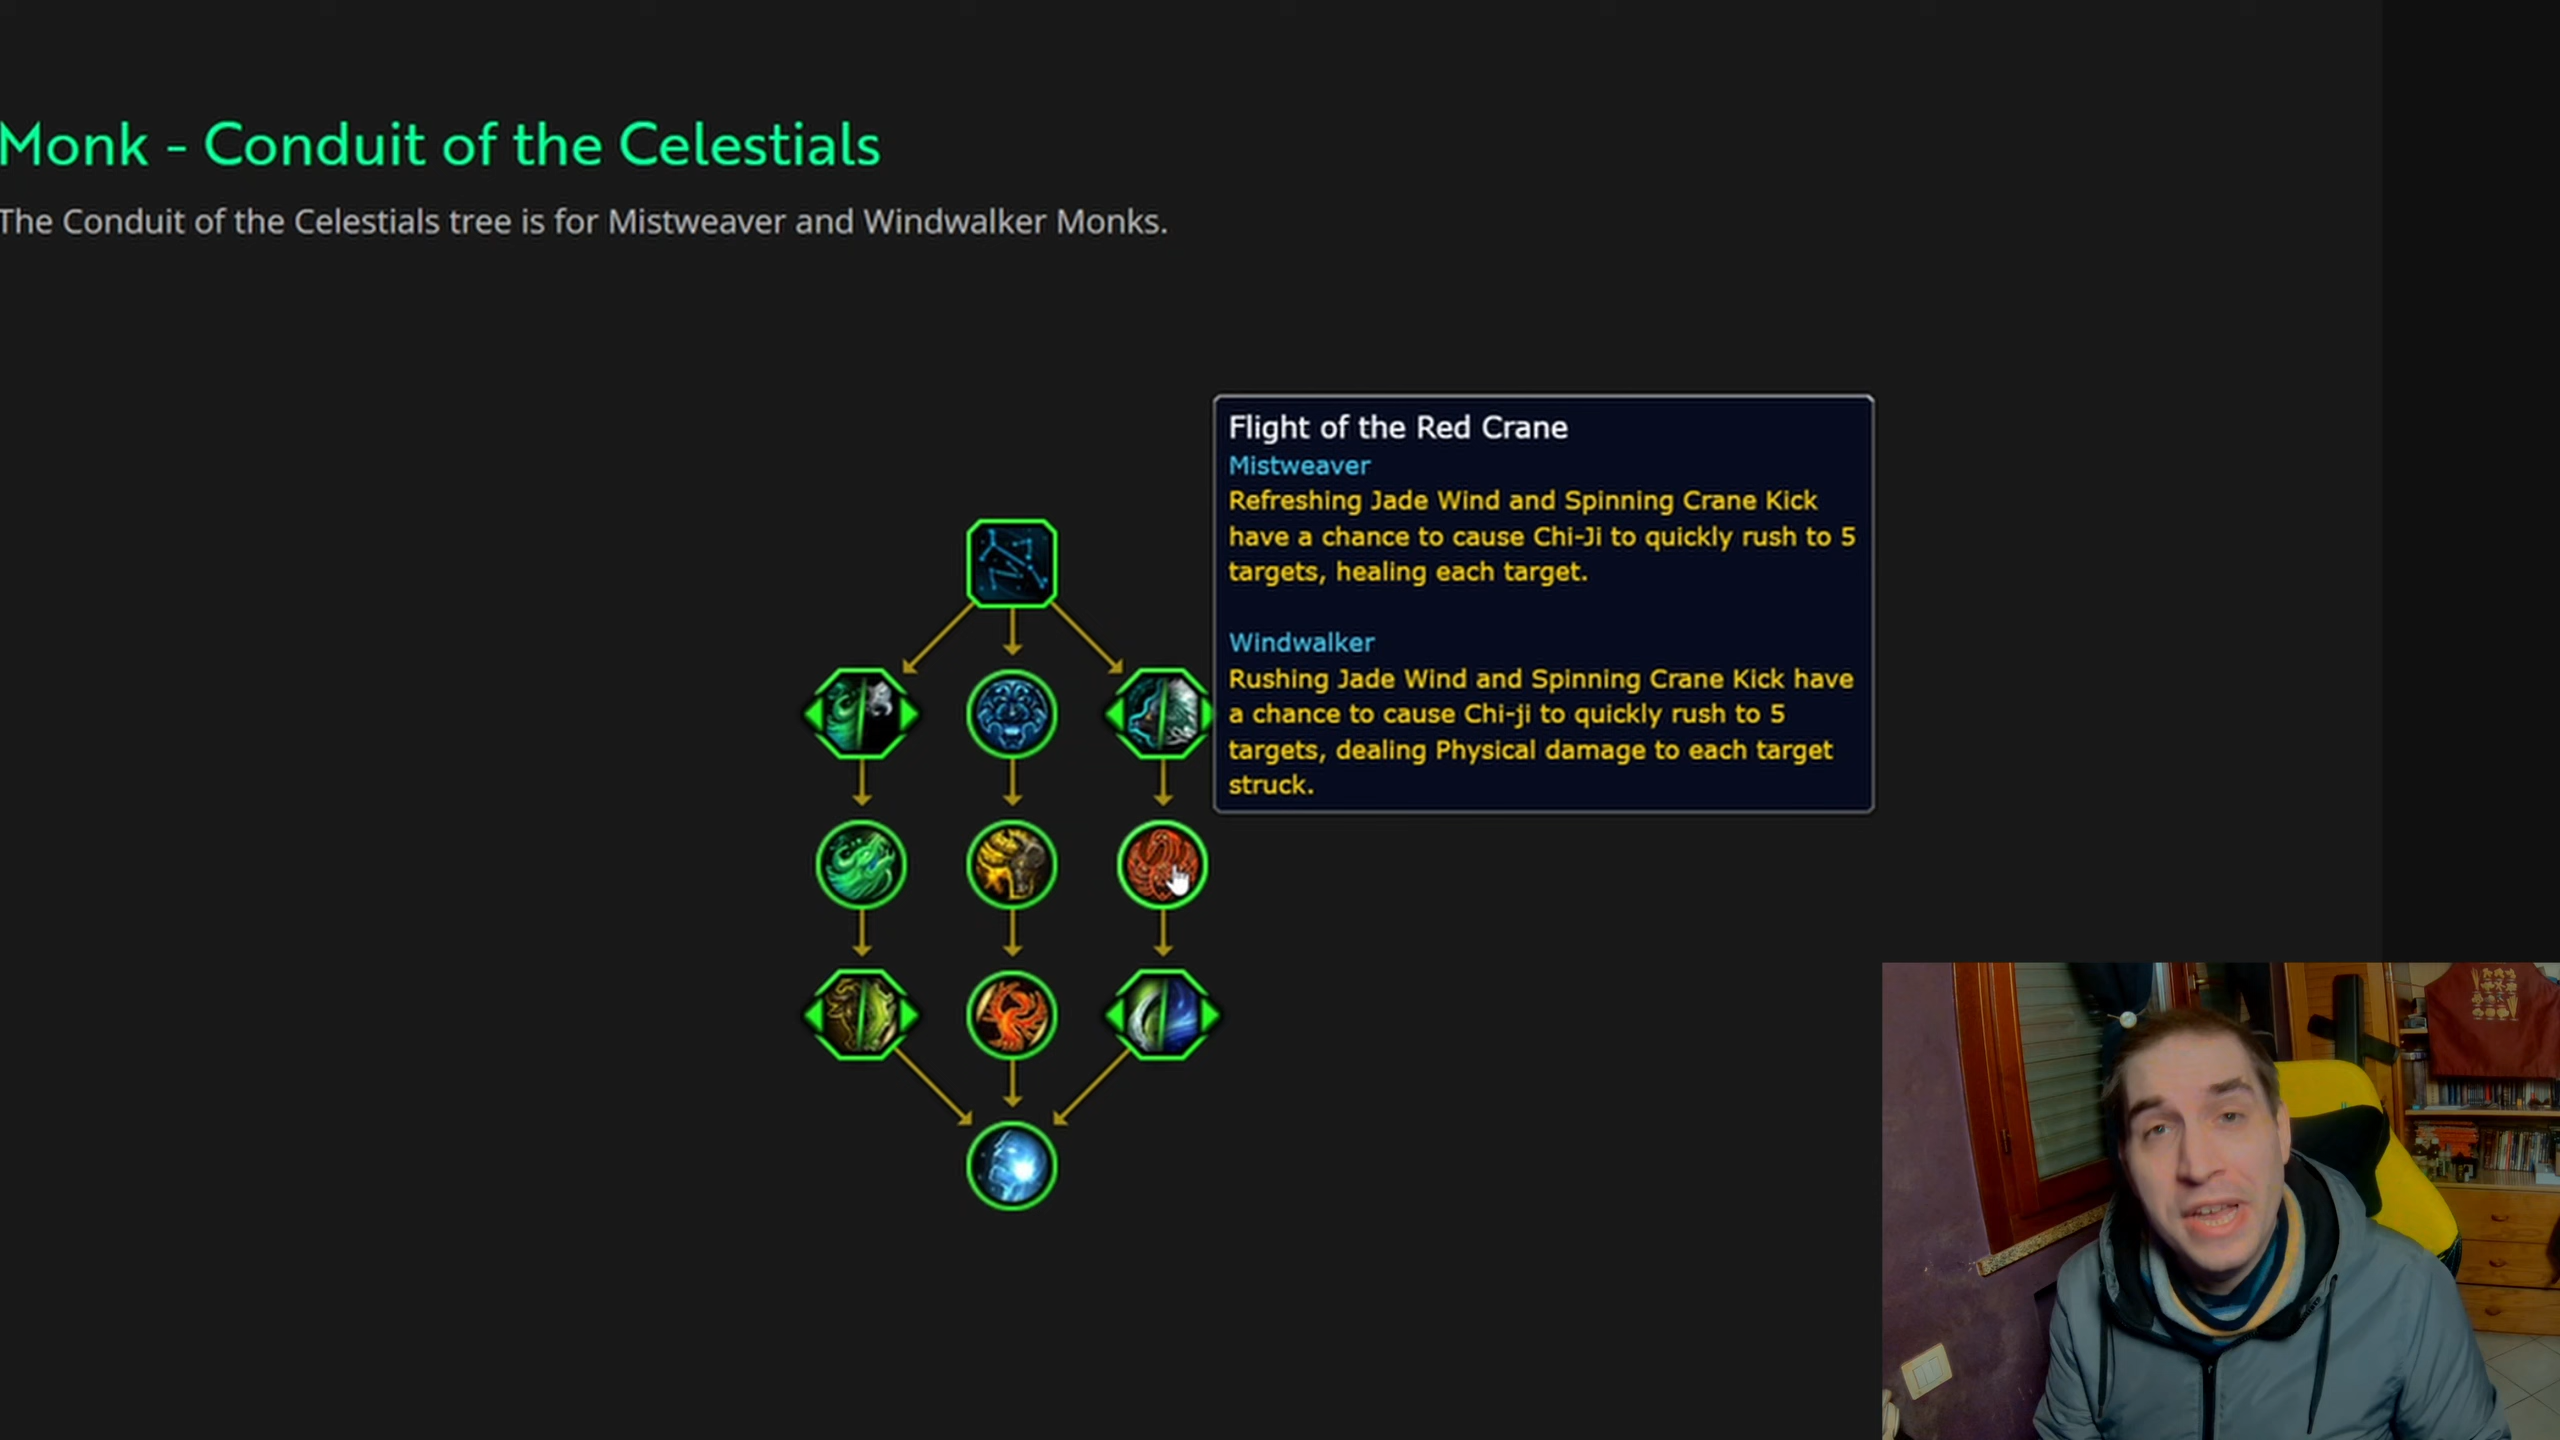 Monk - Conduit of the Celestials
The Conduit of the Celestials tree is for Mistweaver and Windwalker Monks.
Flight of the Red Crane
Mistweaver
Refreshing Jade Wind and Spinning Crane Kick
have a chance to cause Chi-Ji to quickly rush to 5
targets, healing each target.
Windwalker
Rushing Jade Wind and Spinning Crane Kick have
a chance to cause Chi-ji to quickly rush to 5
targets, dealing Physical damage to each target
struck.